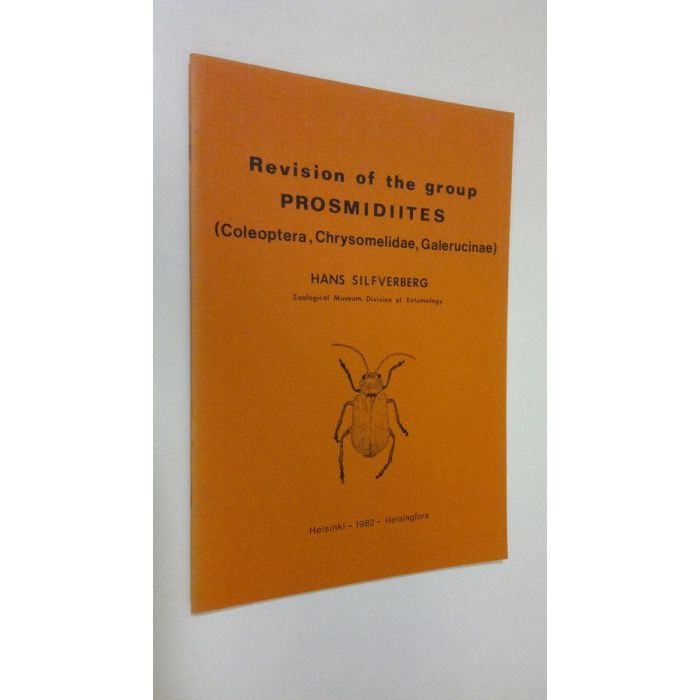 Revision of the group
PROSMIDIITES
(Coleoptera, Chrysomelidae, Galerucinae)
HANS SILFVERBERG
Zoological Museum, Division of Entomology
Helsinki – 1982 – Helsingfors